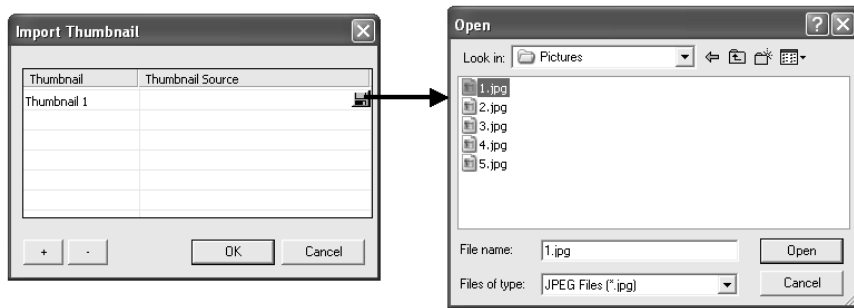 Import Thumbnail
Thumbnail Thumbnail Source
Thumbnail 1
+ - OK Cancel
Open
Look in: Pictures
1.jpg
2.jpg
3.jpg
4.jpg
5.jpg
File name: 1.jpg Open
Files of type: JPEG Files (*.jpg) Cancel